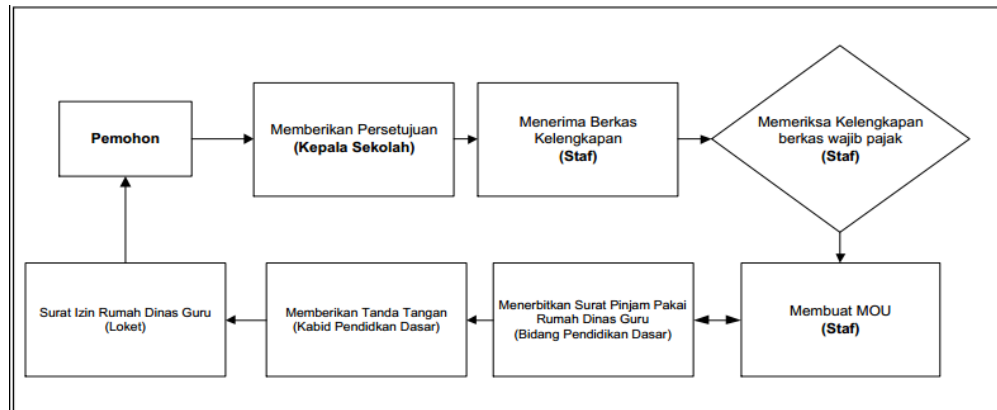 Pemohon
Memberikan Persetujuan
(Kepala Sekolah)
Menerima Berkas
Kelengkapan
(Staf)
Memeriksa Kelengkapan
berkas wajib pajak
(Staf)
Surat Izin Rumah Dinas Guru
(Loket)
Memberikan Tanda Tangan
(Kabid Pendidkan Dasar)
Menerbitkan Surat Pinjam Pakai
Rumah Dinas Guru
(Bidang Pendidikan Dasar)
Membuat MOU
(Staf)